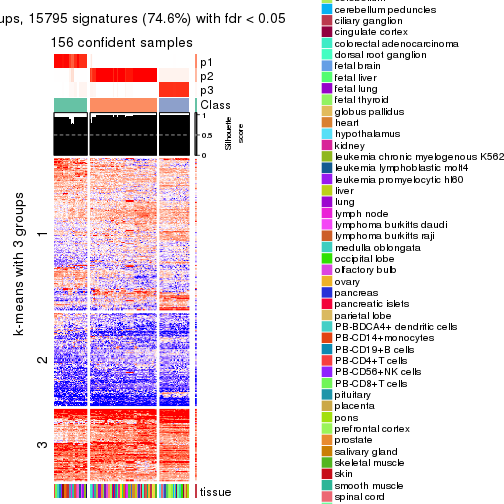 ups, 15795 signatures (74.6%) with fdr < 0.05
156 confident samples
p1
p2
p3
Class
1
0.5
0
Silhouette
score
k-means with 3 groups
1
2
3
tissue
cerebellum peduncles
ciliary ganglion
cingulate cortex
colorectal adenocarcinoma
dorsal root ganglion
fetal brain
fetal liver
fetal lung
fetal thyroid
globus pallidus
heart
hypothalamus
kidney
leukemia chronic myelogenous K562
leukemia lymphoblastic molt4
leukemia promyelocytic hl60
liver
lung
lymph node
lymphoma burkitts daudi
lymphoma burkitts raji
medulla oblongata
occipital lobe
olfactory bulb
ovary
pancreas
pancreatic islets
parietal lobe
PB-BDCA4+ dendritic cells
PB-CD14+monocytes
PB-CD19+B cells
PB-CD4+T cells
PB-CD56+NK cells
PB-CD8+T cells
pituitary
placenta
pons
prefrontal cortex
prostate
salivary gland
skeletal muscle
skin
smooth muscle
spinal cord